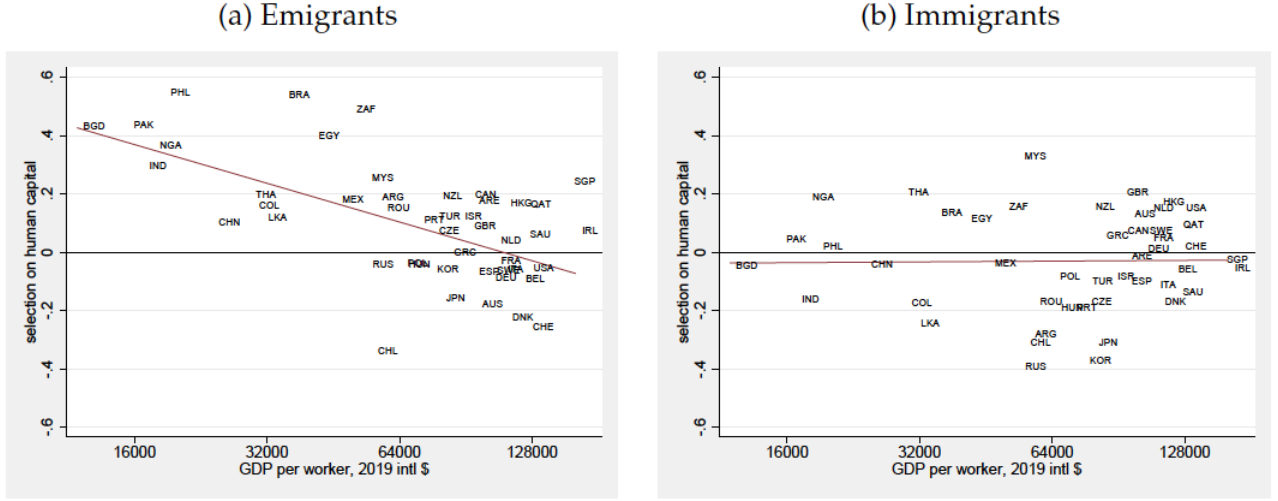 (a) Emigrants
.6
.4
.2
0
-.2
-.4
-.6
selection on human capital
PHL
BRA
ZAF
BGD
PAK
EGY
NGA
IND
MYS
SGP
THA
MEX
ARG
NZL
CAN
ARE
HKG
QAT
COL
ROU
LKA
CHN
PRT
TUR
ISR
CZE
GBR
IRL
SAU
NLD
GRC
RUS
POL
HUN
KOR
FRA
ESP
SWE
ITA
USA
DEU
BEL
JPN
AUS
DNK
CHE
CHL
16000
32000
64000
128000
GDP per worker, 2019 intl $
(b) Immigrants
.6
.4
.2
0
-.2
-.4
-.6
selection on human capital
MYS
NGA
THA
GBR
BRA
ZAF
NZL
HKG
NLD
USA
EGY
AUS
QAT
PAK
PHL
GRC
CAN
SWE
FRA
DEU
CHE
ARE
BGD
CHN
MEX
SGP
IRL
BEL
POL
ISR
CZE
ESP
ITA
TUR
SAU
IND
COL
ROU
HUN
PRT
DNK
LKA
ARG
CHL
JPN
RUS
KOR
16000
32000
64000
128000
GDP per worker, 2019 intl $